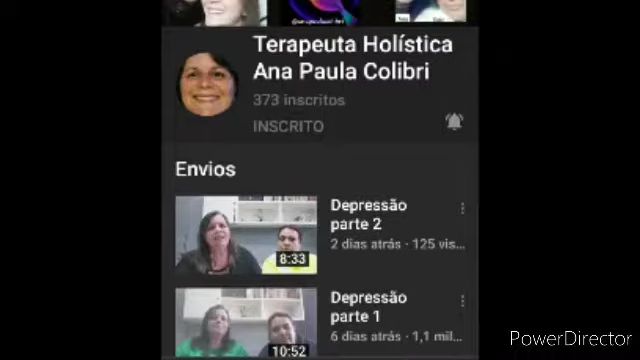 Terapeuta Holística
Ana Paula Colibri
373 inscritos
INSCRITO
Envios
Depressão
parte 2
2 dias atrás · 125 vis...
8:33
Depressão
parte 1
6 dias atrás · 1,1 mil...
10:52
PowerDirector